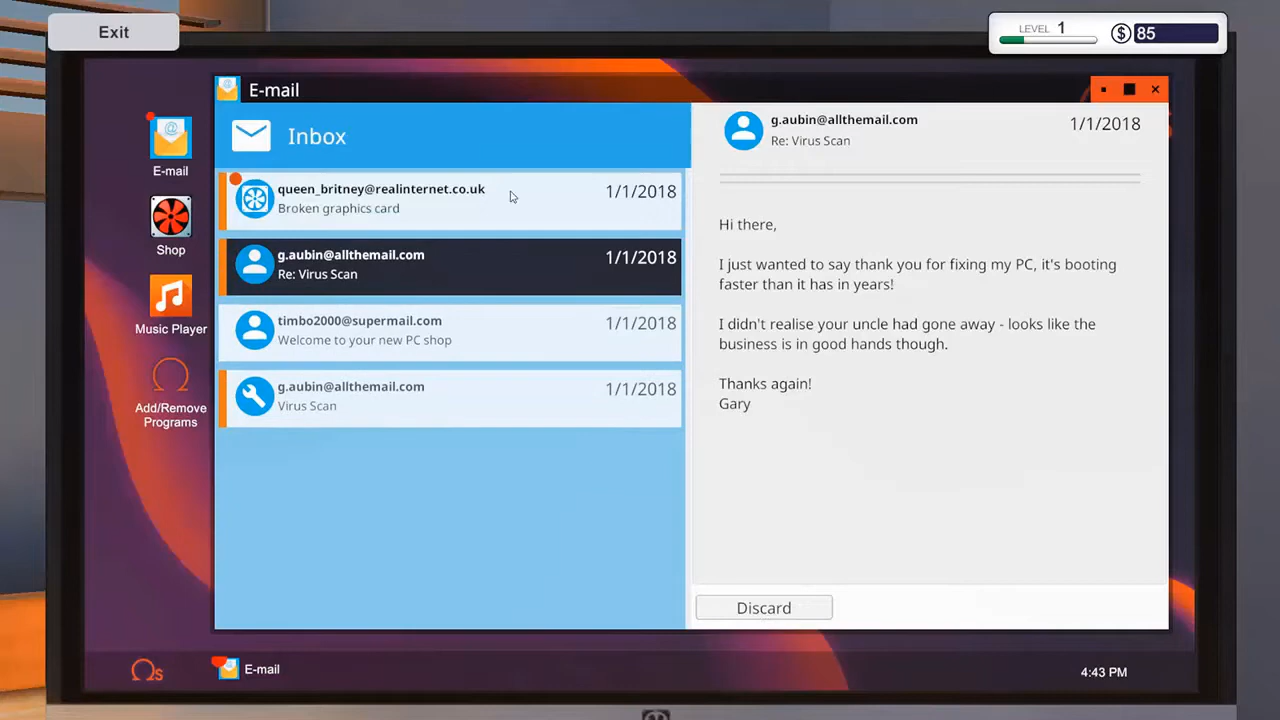 Exit
LEVEL 1
$ 85
E-mail
Shop
Music Player
Add/Remove
Programs
E-mail
Inbox
queen_britney@realinternet.co.uk 1/1/2018
Broken graphics card
g.aubin@allthemail.com 1/1/2018
Re: Virus Scan
timbo2000@supermail.com 1/1/2018
Welcome to your new PC shop
g.aubin@allthemail.com 1/1/2018
Virus Scan
g.aubin@allthemail.com 1/1/2018
Re: Virus Scan
Hi there,
I just wanted to say thank you for fixing my PC, it's booting
faster than it has in years!
I didn't realise your uncle had gone away - looks like the
business is in good hands though.
Thanks again!
Gary
Discard
Ωs
E-mail
4:43 PM